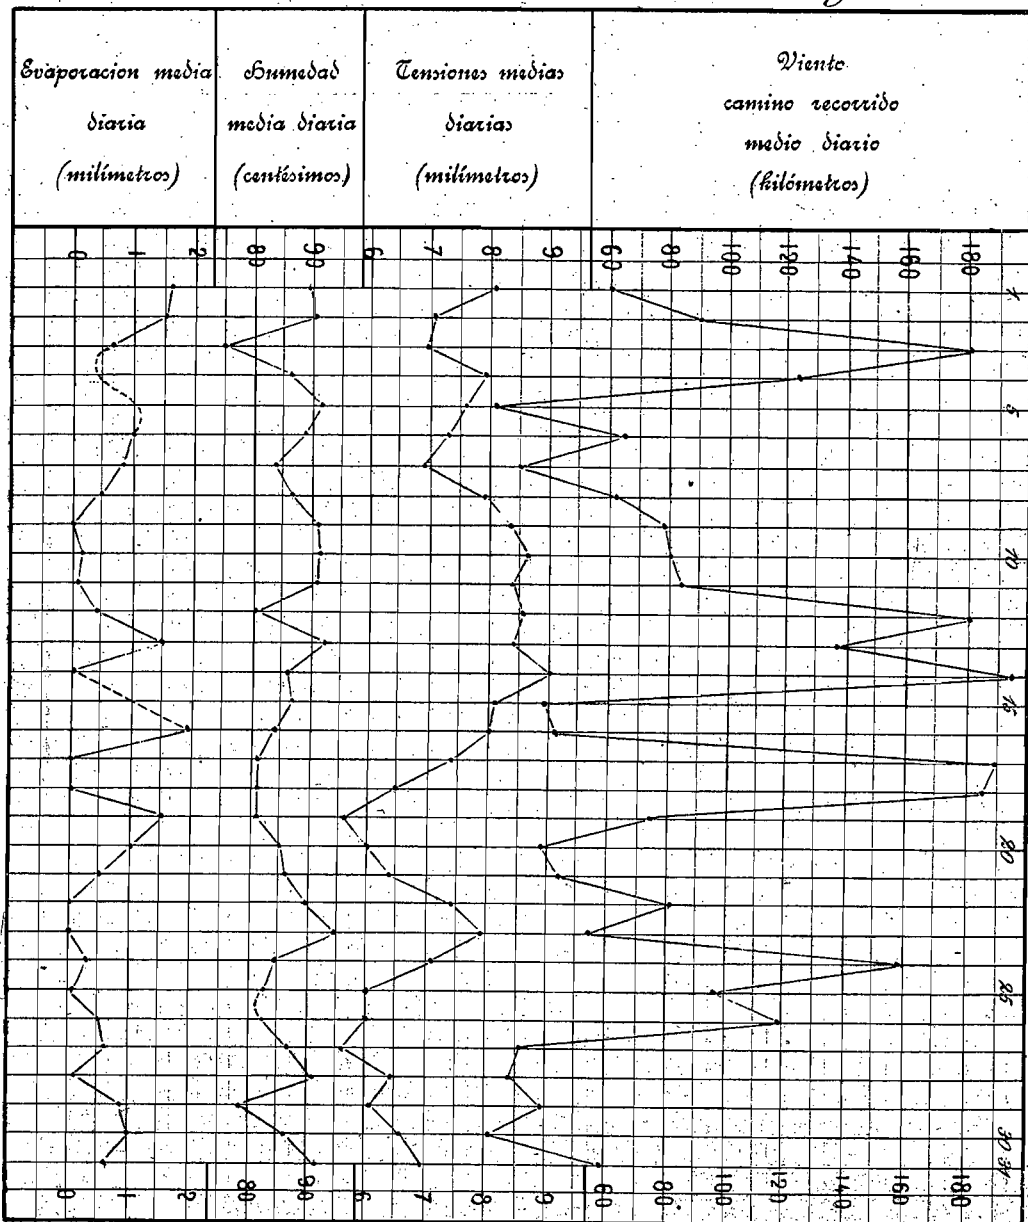 Evaporacion media
diaria
(milímetros)
Humedad
media diaria
(centésimos)
Tensiones medias
diarias
(milímetros)
Viento
camino recorrido
medio diario
(kilómetros)
0 1 2 80 90 6 7 8 9 60 80 100 120 140 160 180
1
5
10
15
20
25
30 31
0 1 2 80 90 6 7 8 9 60 80 100 120 140 160 180